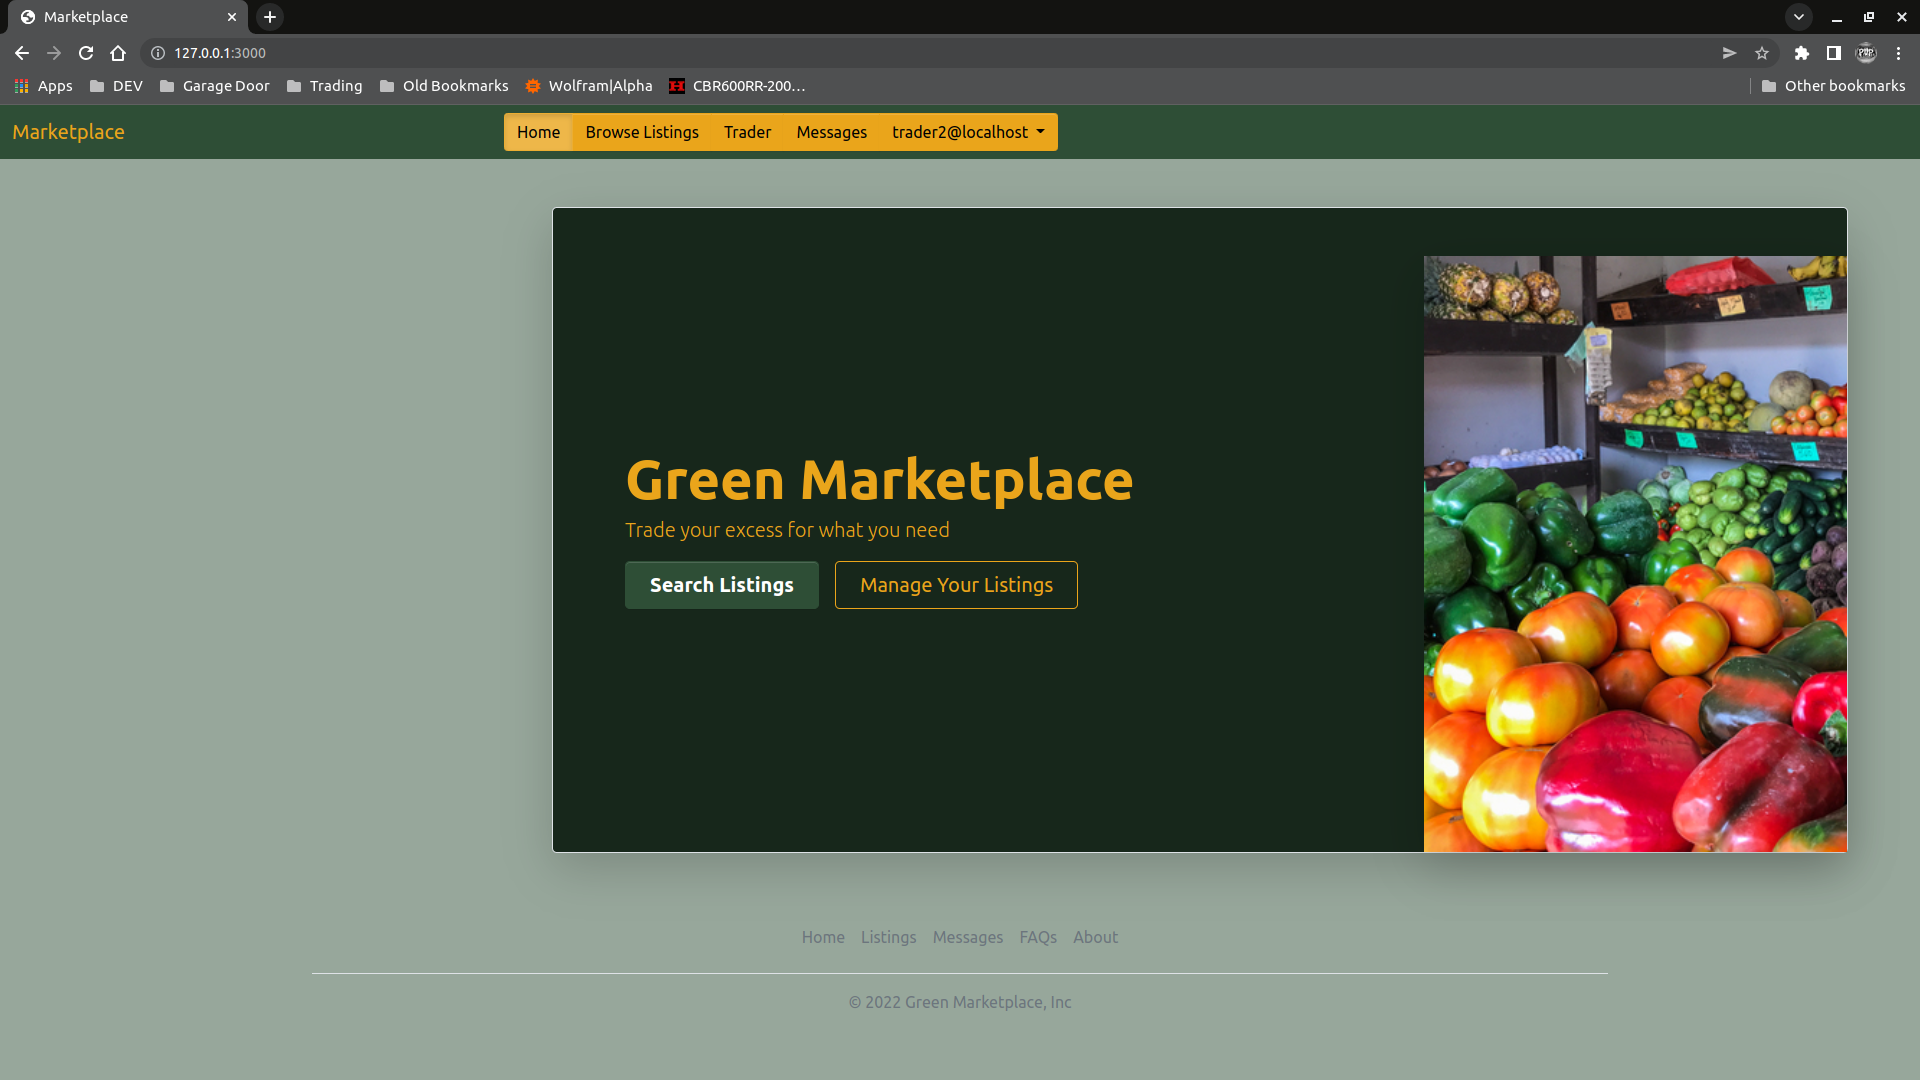 Marketplace
127.0.0.1:3000
Apps DEV Garage Door Trading Old Bookmarks Wolfram|Alpha CBR600RR-200... Other bookmarks
Marketplace Home Browse Listings Trader Messages trader2@localhost
Green Marketplace
Trade your excess for what you need
Search Listings Manage Your Listings
Home Listings Messages FAQs About
© 2022 Green Marketplace, Inc